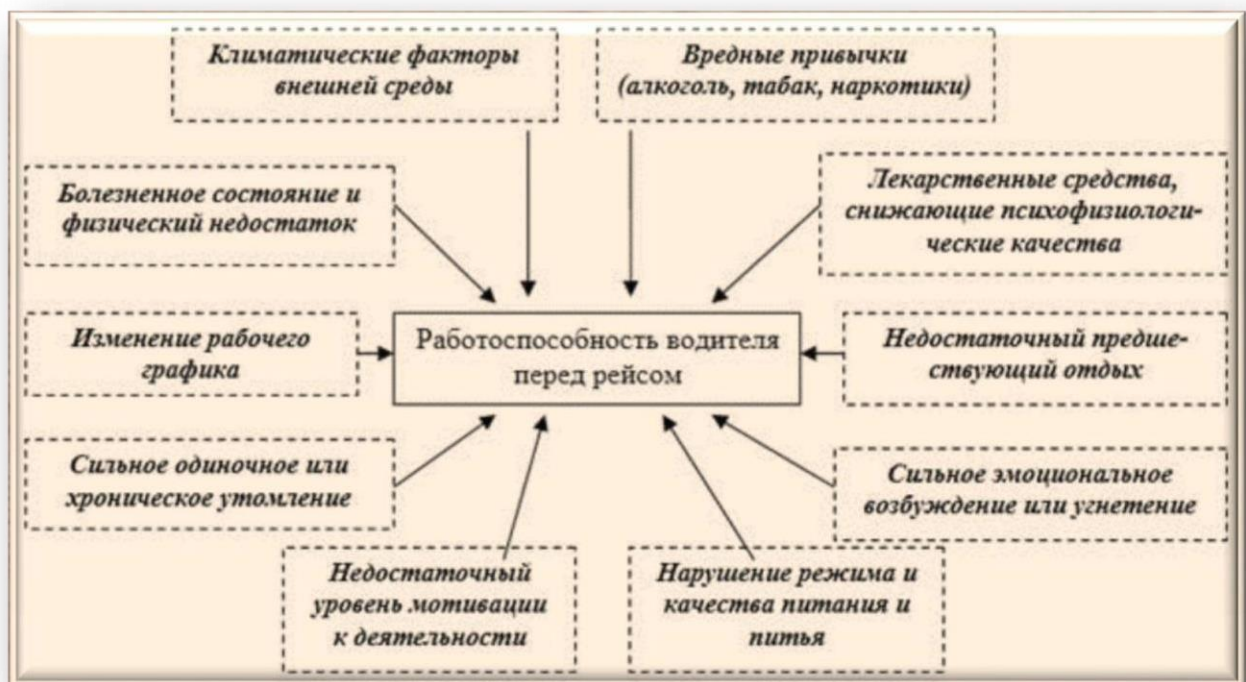 Климатические факторы
внешней среды
Вредные привычки
(алкоголь, табак, наркотики)
Болезненное состояние и
физический недостаток
Лекарственные средства,
снижающие психофизиологи-
ческие качества
Изменение рабочего
графика
Работоспособность водителя
перед рейсом
Недостаточный предше-
ствующий отдых
Сильное одиночное или
хроническое утомление
Сильное эмоциональное
возбуждение или угнетение
Недостаточный
уровень мотивации
к деятельности
Нарушение режима и
качества питания и
питья